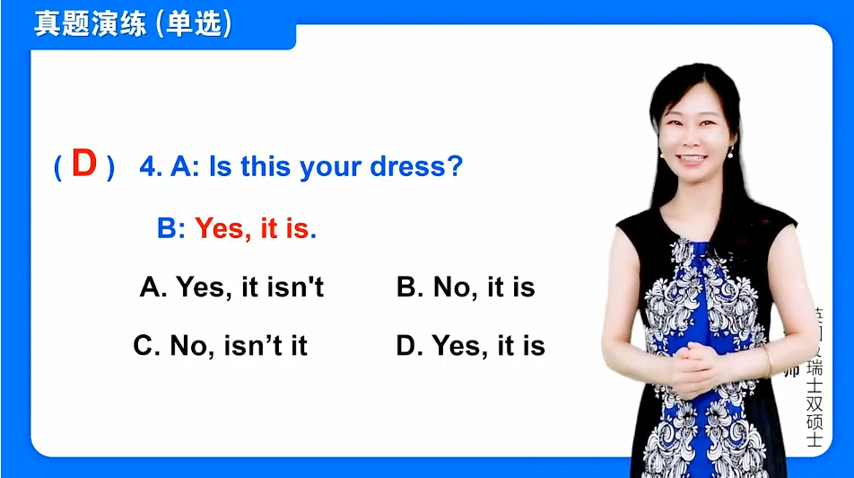 真题演练(单选)
( D ) 4. A: Is this your dress?
B: Yes, it is.
A. Yes, it isn't B. No, it is
C. No, isn’t it D. Yes, it is
瑞士双硕士
师